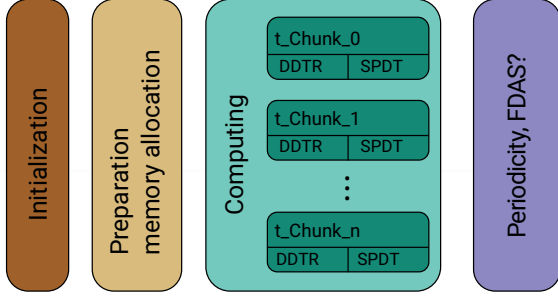 Initialization
Preparation
memory allocation
Computing
t_Chunk_0
DDTR SPDT
t_Chunk_1
DDTR SPDT
⋮
t_Chunk_n
DDTR SPDT
Periodicity, FDAS?